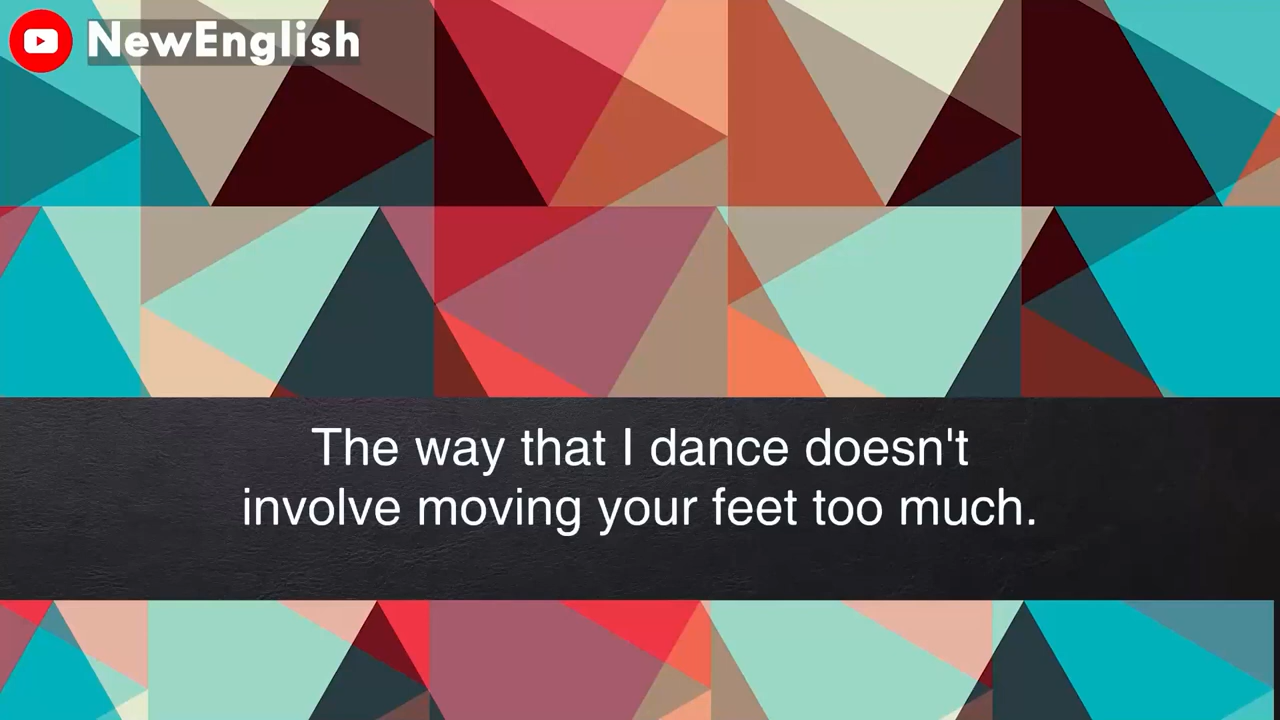 NewEnglish
The way that I dance doesn't
involve moving your feet too much.